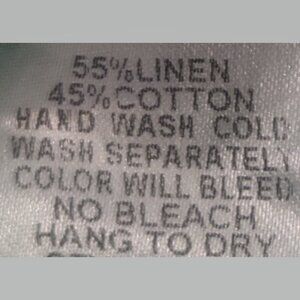 55%LINEN
45%COTTON
HAND WASH COLD
WASH SEPARATELY
COLOR WILL BLEED
NO BLEACH
HANG TO DRY